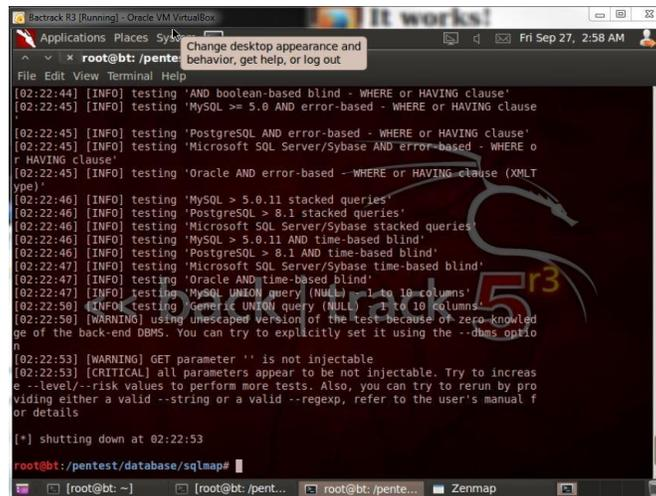 Bactrack R3 [Running] - Oracle VM VirtualBox
It works!
Applications Places System
Fri Sep 27, 2:58 AM
Change desktop appearance and
behavior, get help, or log out
root@bt: /pente
File Edit View Terminal Help
[02:22:44] [INFO] testing 'AND boolean-based blind - WHERE or HAVING clause'
[02:22:45] [INFO] testing 'MySQL >= 5.0 AND error-based - WHERE or HAVING clause
'
[02:22:45] [INFO] testing 'PostgreSQL AND error-based - WHERE or HAVING clause'
[02:22:45] [INFO] testing 'Microsoft SQL Server/Sybase AND error-based - WHERE o
r HAVING clause'
[02:22:45] [INFO] testing 'Oracle AND error-based - WHERE or HAVING clause (XMLT
ype)'
[02:22:46] [INFO] testing 'MySQL > 5.0.11 stacked queries'
[02:22:46] [INFO] testing 'PostgreSQL > 8.1 stacked queries'
[02:22:46] [INFO] testing 'Microsoft SQL Server/Sybase stacked queries'
[02:22:46] [INFO] testing 'MySQL > 5.0.11 AND time-based blind'
[02:22:46] [INFO] testing 'PostgreSQL > 8.1 AND time-based blind'
[02:22:47] [INFO] testing 'Microsoft SQL Server/Sybase time-based blind'
[02:22:47] [INFO] testing 'Oracle AND time-based blind'
[02:22:47] [INFO] testing 'MySQL UNION query (NULL) - 1 to 10 columns'
[02:22:50] [INFO] testing 'Generic UNION query (NULL) - 1 to 10 columns'
[02:22:50] [WARNING] using unescaped version of the test because of zero knowled
ge of the back-end DBMS. You can try to explicitly set it using the --dbms optio
n
[02:22:53] [WARNING] GET parameter '' is not injectable
[02:22:53] [CRITICAL] all parameters appear to be not injectable. Try to increas
e --level/--risk values to perform more tests. Also, you can try to rerun by pro
viding either a valid --string or a valid --regexp, refer to the user's manual f
or details
[*] shutting down at 02:22:53
root@bt:/pentest/database/sqlmap#
<< back | track 5 r3
[root@bt: ~]
[root@bt: /pent...
root@bt: /pente...
Zenmap